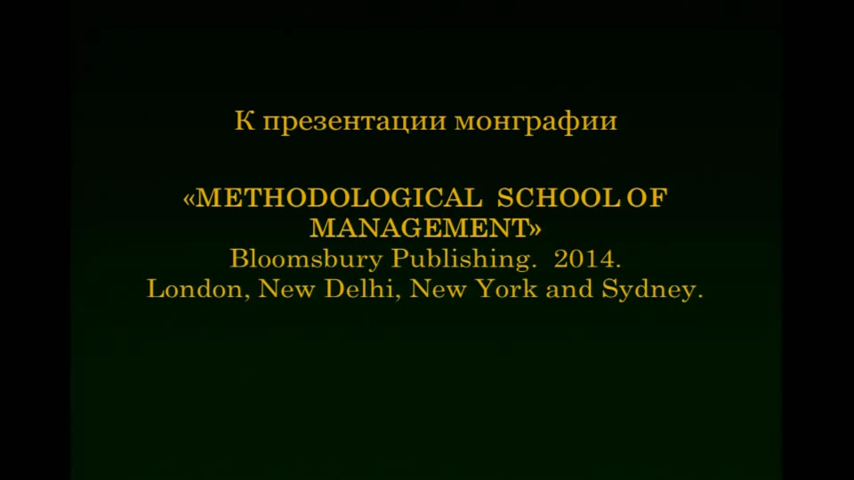 К презентации монграфии
«METHODOLOGICAL SCHOOL OF
MANAGEMENT»
Bloomsbury Publishing. 2014.
London, New Delhi, New York and Sydney.